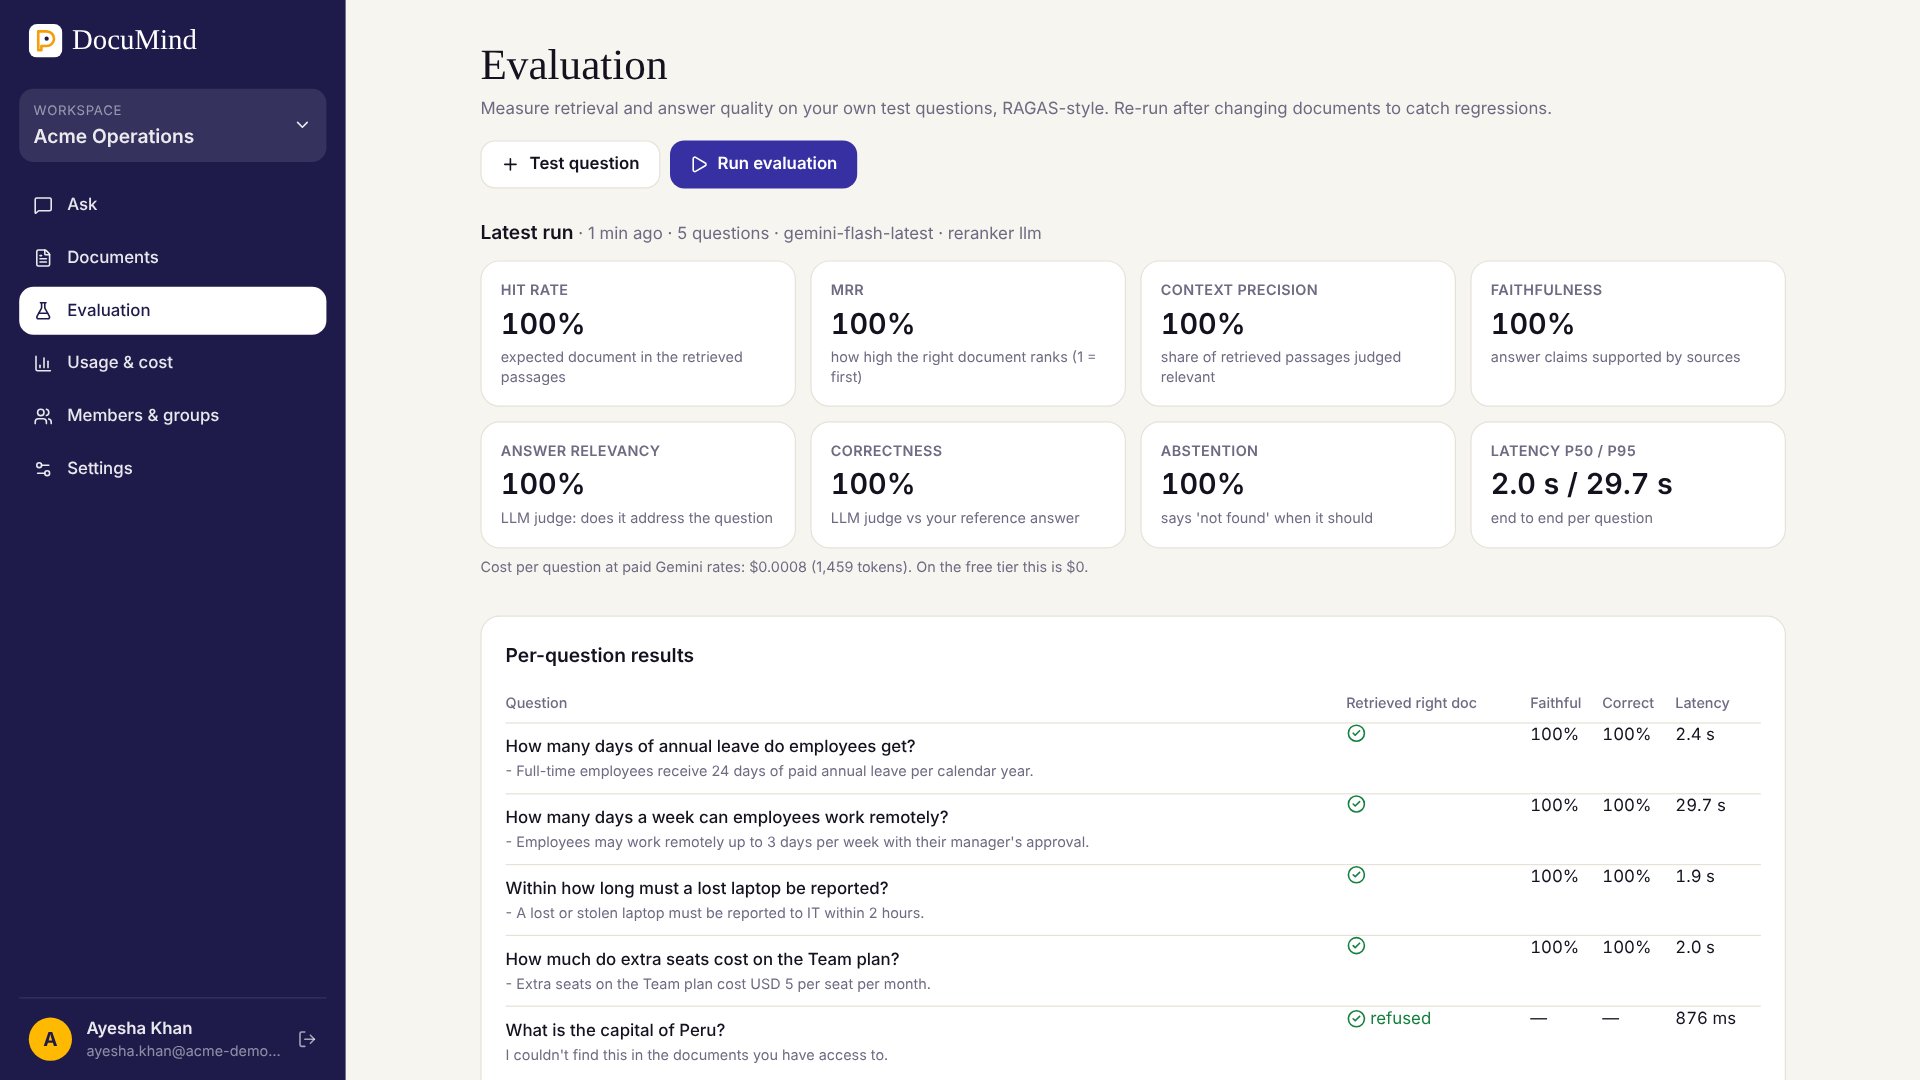 DocuMind
WORKSPACE
Acme Operations
Ask
Documents
Evaluation
Usage & cost
Members & groups
Settings
A
Ayesha Khan
ayesha.khan@acme-demo...
Evaluation
Measure retrieval and answer quality on your own test questions, RAGAS-style. Re-run after changing documents to catch regressions.
Test question
Run evaluation
Latest run · 1 min ago · 5 questions · gemini-flash-latest · reranker llm
HIT RATE
100%
expected document in the retrieved
passages
MRR
100%
how high the right document ranks (1 =
first)
CONTEXT PRECISION
100%
share of retrieved passages judged
relevant
FAITHFULNESS
100%
answer claims supported by sources
ANSWER RELEVANCY
100%
LLM judge: does it address the question
CORRECTNESS
100%
LLM judge vs your reference answer
ABSTENTION
100%
says 'not found' when it should
LATENCY P50 / P95
2.0 s / 29.7 s
end to end per question
Cost per question at paid Gemini rates: $0.0008 (1,459 tokens). On the free tier this is $0.
Per-question results
Question Retrieved right doc Faithful Correct Latency
How many days of annual leave do employees get? 100% 100% 2.4 s
- Full-time employees receive 24 days of paid annual leave per calendar year.
How many days a week can employees work remotely? 100% 100% 29.7 s
- Employees may work remotely up to 3 days per week with their manager's approval.
Within how long must a lost laptop be reported? 100% 100% 1.9 s
- A lost or stolen laptop must be reported to IT within 2 hours.
How much do extra seats cost on the Team plan? 100% 100% 2.0 s
- Extra seats on the Team plan cost USD 5 per seat per month.
What is the capital of Peru? refused — — 876 ms
I couldn't find this in the documents you have access to.